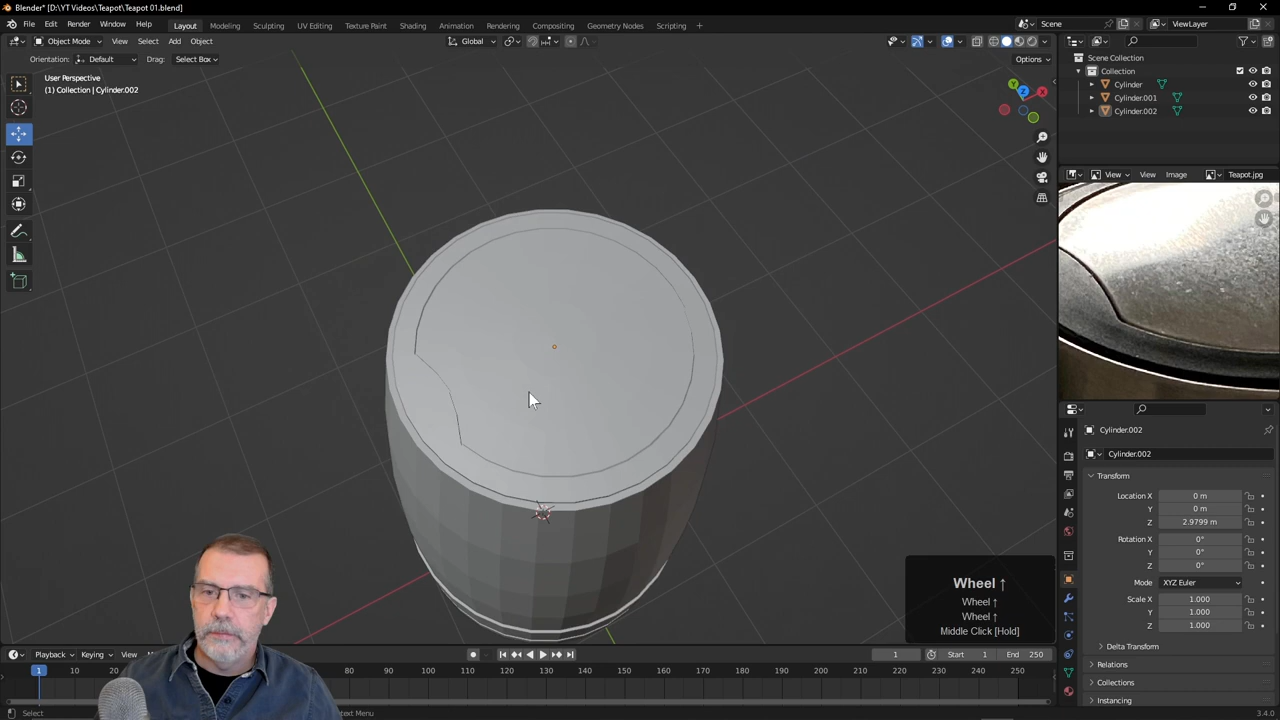 Blender* [D:\YT Videos\Teapot\Teapot 01.blend]
File Edit Render Window Help Layout Modeling Sculpting UV Editing Texture Paint Shading Animation Rendering Compositing Geometry Nodes Scripting + Scene ViewLayer
Object Mode View Select Add Object Global
Orientation: Default Drag: Select Box Options
User Perspective
(1) Collection | Cylinder.002
Y
Z
X
Scene Collection
Collection
Cylinder
Cylinder.001
Cylinder.002
View View Image Teapot.jpg
Cylinder.002
Cylinder.002
Transform
Location X 0 m
Y 0 m
Z 2.9799 m
Rotation X 0°
Y 0°
Z 0°
Mode XYZ Euler
Scale X 1.000
Y 1.000
Z 1.000
Delta Transform
Relations
Collections
Instancing
Wheel ↑
Wheel ↑
Wheel ↑
Middle Click [Hold]
Playback Keying View 1 Start 1 End 250
1 80 90 100 110 120 130 140 150 160 170 180 190 200 210 220 230 240 250
Select text Menu 3.4.0